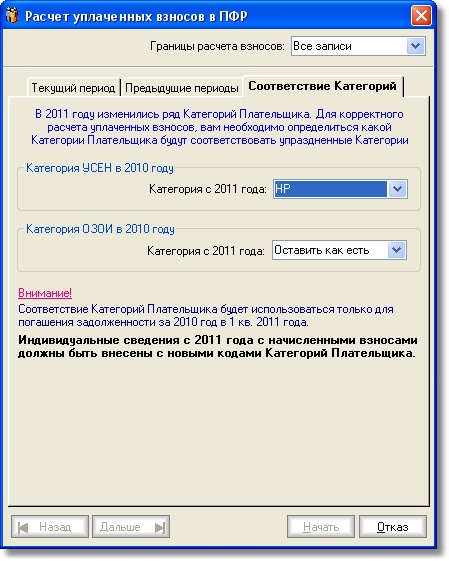 Расчет уплаченных взносов в ПФР
Границы расчета взносов: Все записи
Текущий период Предыдущие периоды Соответствие Категорий
В 2011 году изменились ряд Категорий Плательщика. Для корректного
расчета уплаченных взносов, вам необходимо определиться какой
Категории Плательщика будут соответствовать упраздненные Категории
Категория УСЕН в 2010 году
Категория с 2011 года: НР
Категория ОЗОИ в 2010 году
Категория с 2011 года: Оставить как есть
Внимание!
Соответствие Категорий Плательщика будет использоваться только для
погашения задолженности за 2010 год в 1 кв. 2011 года.
Индивидуальные сведения с 2011 года с начисленными взносами
должны быть внесены с новыми кодами Категорий Плательщика.
Назад Дальше Начать Отказ